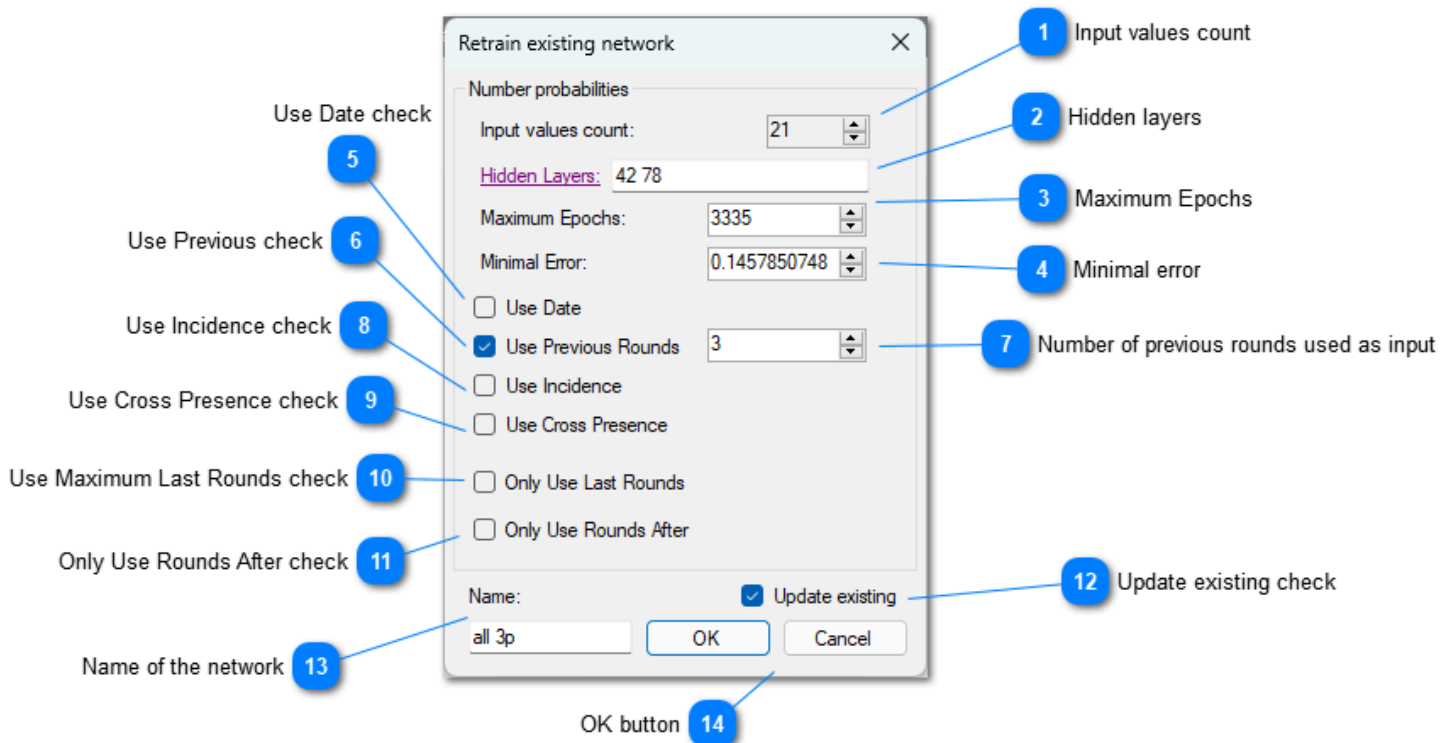 1 Input values count
Retrain existing network
Number probabilities
Use Date check
Input values count: 21
2 Hidden layers
5
Hidden Layers: 42 78
3 Maximum Epochs
Maximum Epochs: 3335
Use Previous check 6
Minimal Error: 0.1457850748
4 Minimal error
Use Date
Use Incidence check 8
Use Previous Rounds 3
7 Number of previous rounds used as input
Use Incidence
Use Cross Presence check 9
Use Cross Presence
Use Maximum Last Rounds check 10
Only Use Last Rounds
Only Use Rounds After
Only Use Rounds After check 11
12 Update existing check
Name: Update existing
all 3p OK Cancel
Name of the network 13
OK button 14